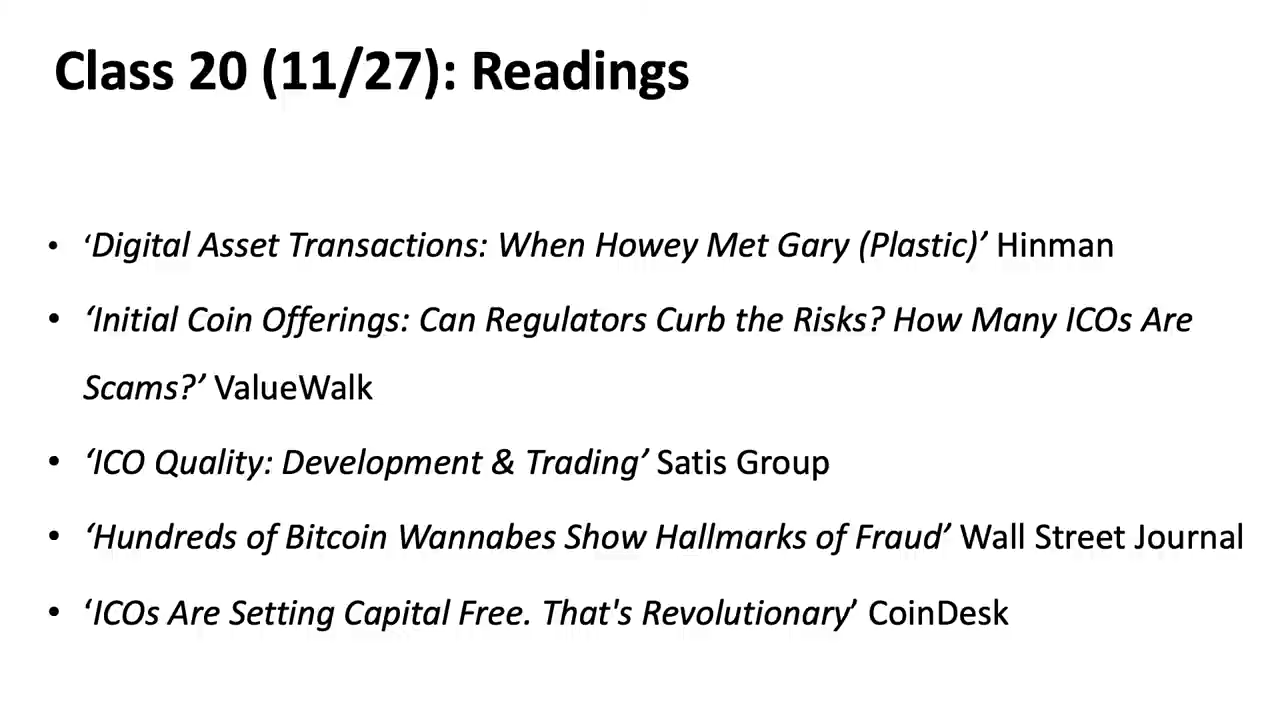 Class 20 (11/27): Readings
• ‘Digital Asset Transactions: When Howey Met Gary (Plastic)’ Hinman
• ‘Initial Coin Offerings: Can Regulators Curb the Risks? How Many ICOs Are
Scams?’ ValueWalk
• ‘ICO Quality: Development & Trading’ Satis Group
• ‘Hundreds of Bitcoin Wannabes Show Hallmarks of Fraud’ Wall Street Journal
• ‘ICOs Are Setting Capital Free. That's Revolutionary’ CoinDesk